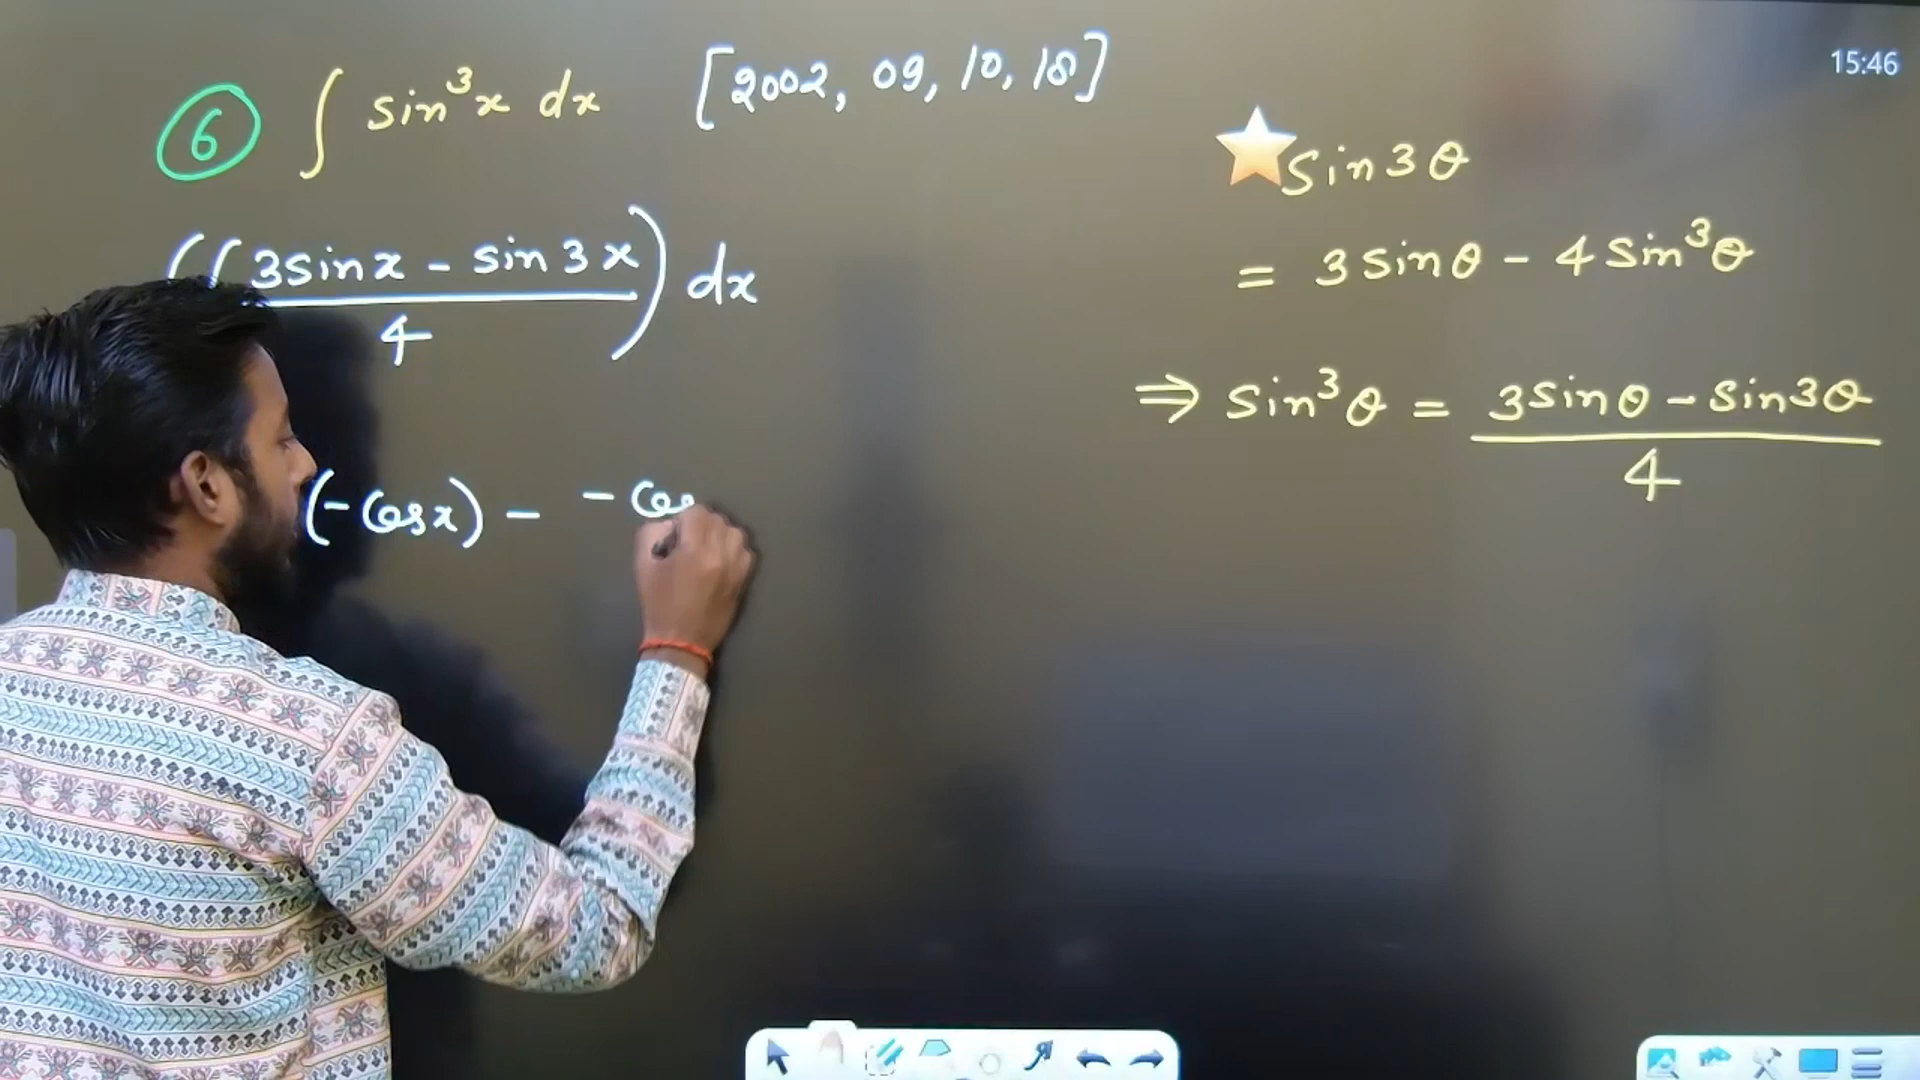 6 ∫ sin³x dx [2002, 09, 10, 18]
15:46
(3sinx - sin3x) dx
4
(-Cosx) - - Cos
Sin3θ
= 3sinθ - 4sin³θ
⇒ sin³θ = 3sinθ - sin3θ
4